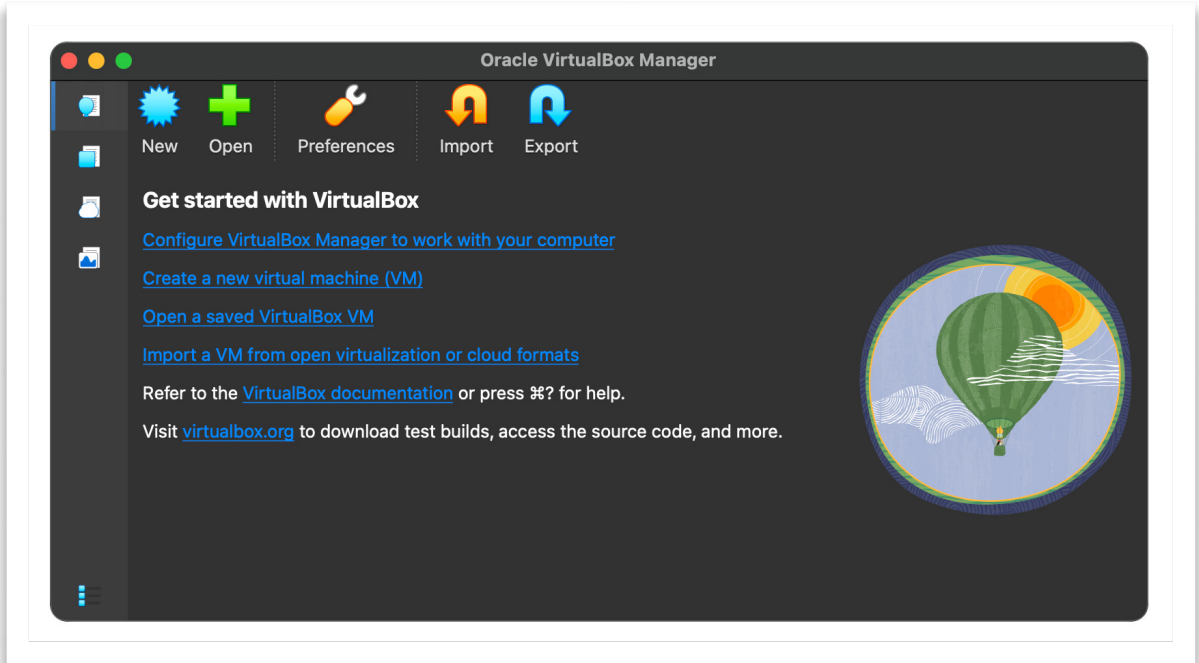 Oracle VirtualBox Manager
New Open Preferences Import Export
Get started with VirtualBox
Configure VirtualBox Manager to work with your computer
Create a new virtual machine (VM)
Open a saved VirtualBox VM
Import a VM from open virtualization or cloud formats
Refer to the VirtualBox documentation or press ⌘? for help.
Visit virtualbox.org to download test builds, access the source code, and more.